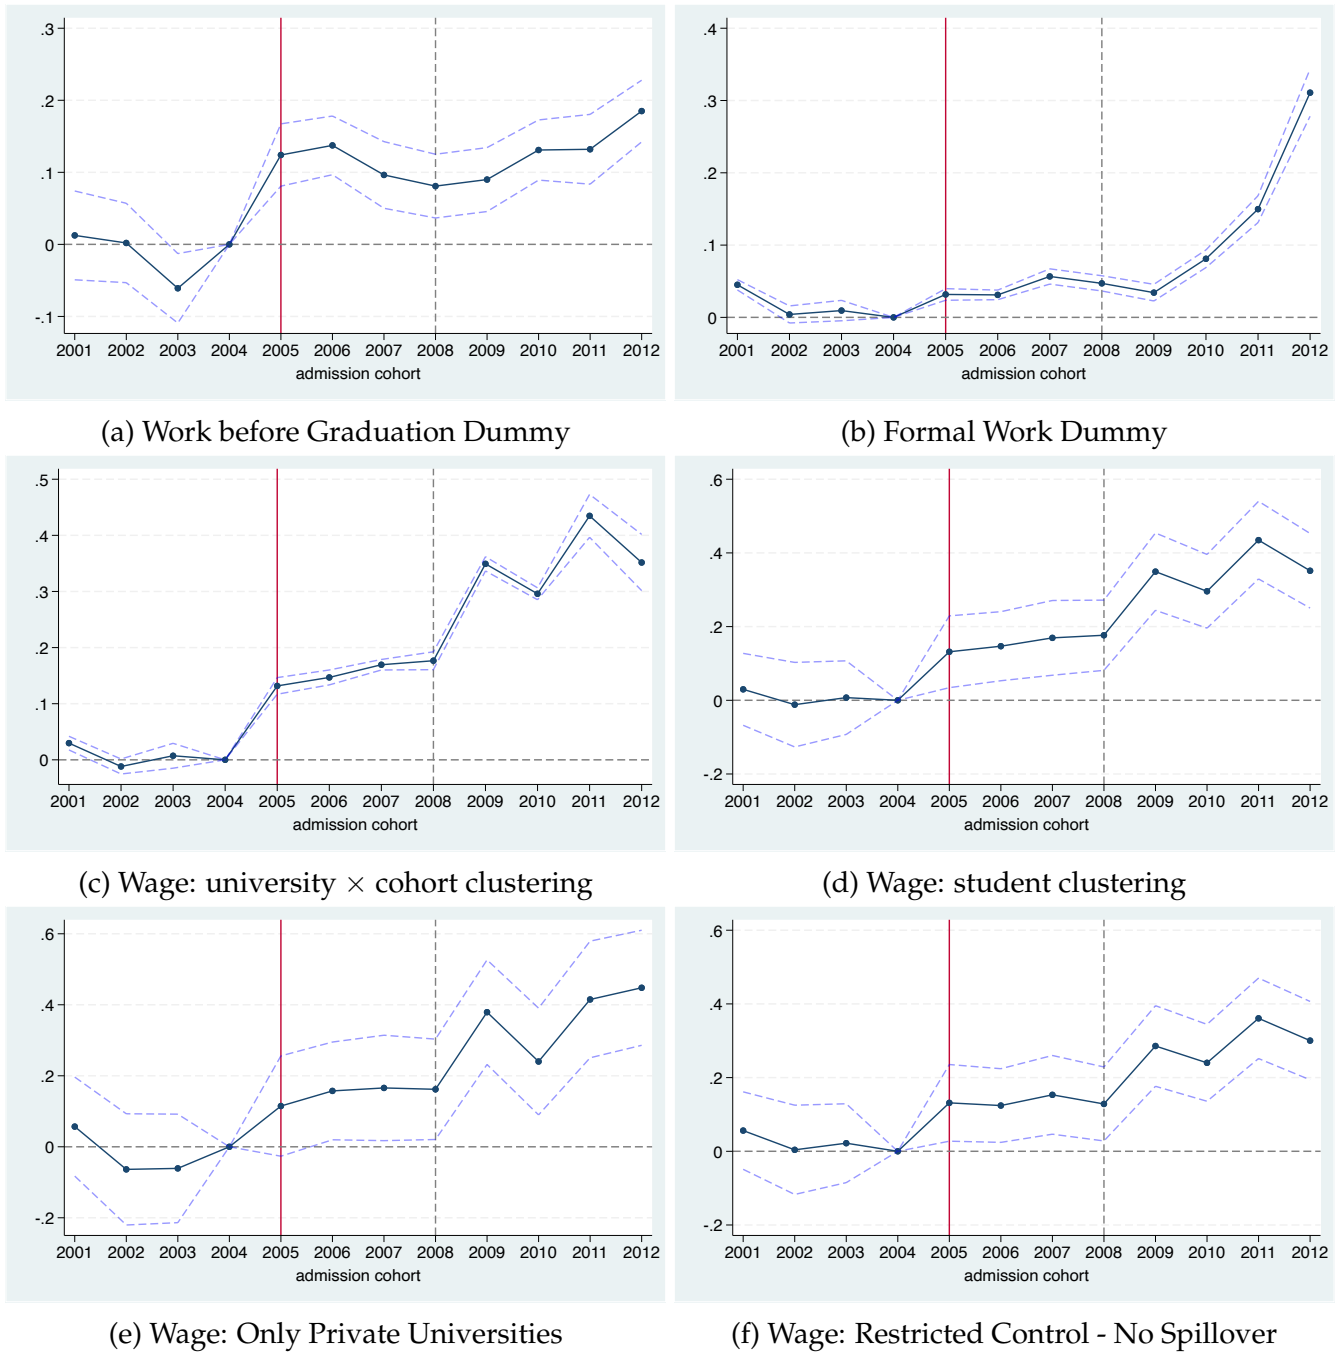 .3
.2
.1
0
-.1
2001 2002 2003 2004 2005 2006 2007 2008 2009 2010 2011 2012
admission cohort
(a) Work before Graduation Dummy
.4
.3
.2
.1
0
2001 2002 2003 2004 2005 2006 2007 2008 2009 2010 2011 2012
admission cohort
(b) Formal Work Dummy
.5
.4
.3
.2
.1
0
2001 2002 2003 2004 2005 2006 2007 2008 2009 2010 2011 2012
admission cohort
(c) Wage: university × cohort clustering
.6
.4
.2
0
-.2
2001 2002 2003 2004 2005 2006 2007 2008 2009 2010 2011 2012
admission cohort
(d) Wage: student clustering
.6
.4
.2
0
-.2
2001 2002 2003 2004 2005 2006 2007 2008 2009 2010 2011 2012
admission cohort
(e) Wage: Only Private Universities
.6
.4
.2
0
-.2
2001 2002 2003 2004 2005 2006 2007 2008 2009 2010 2011 2012
admission cohort
(f) Wage: Restricted Control - No Spillover